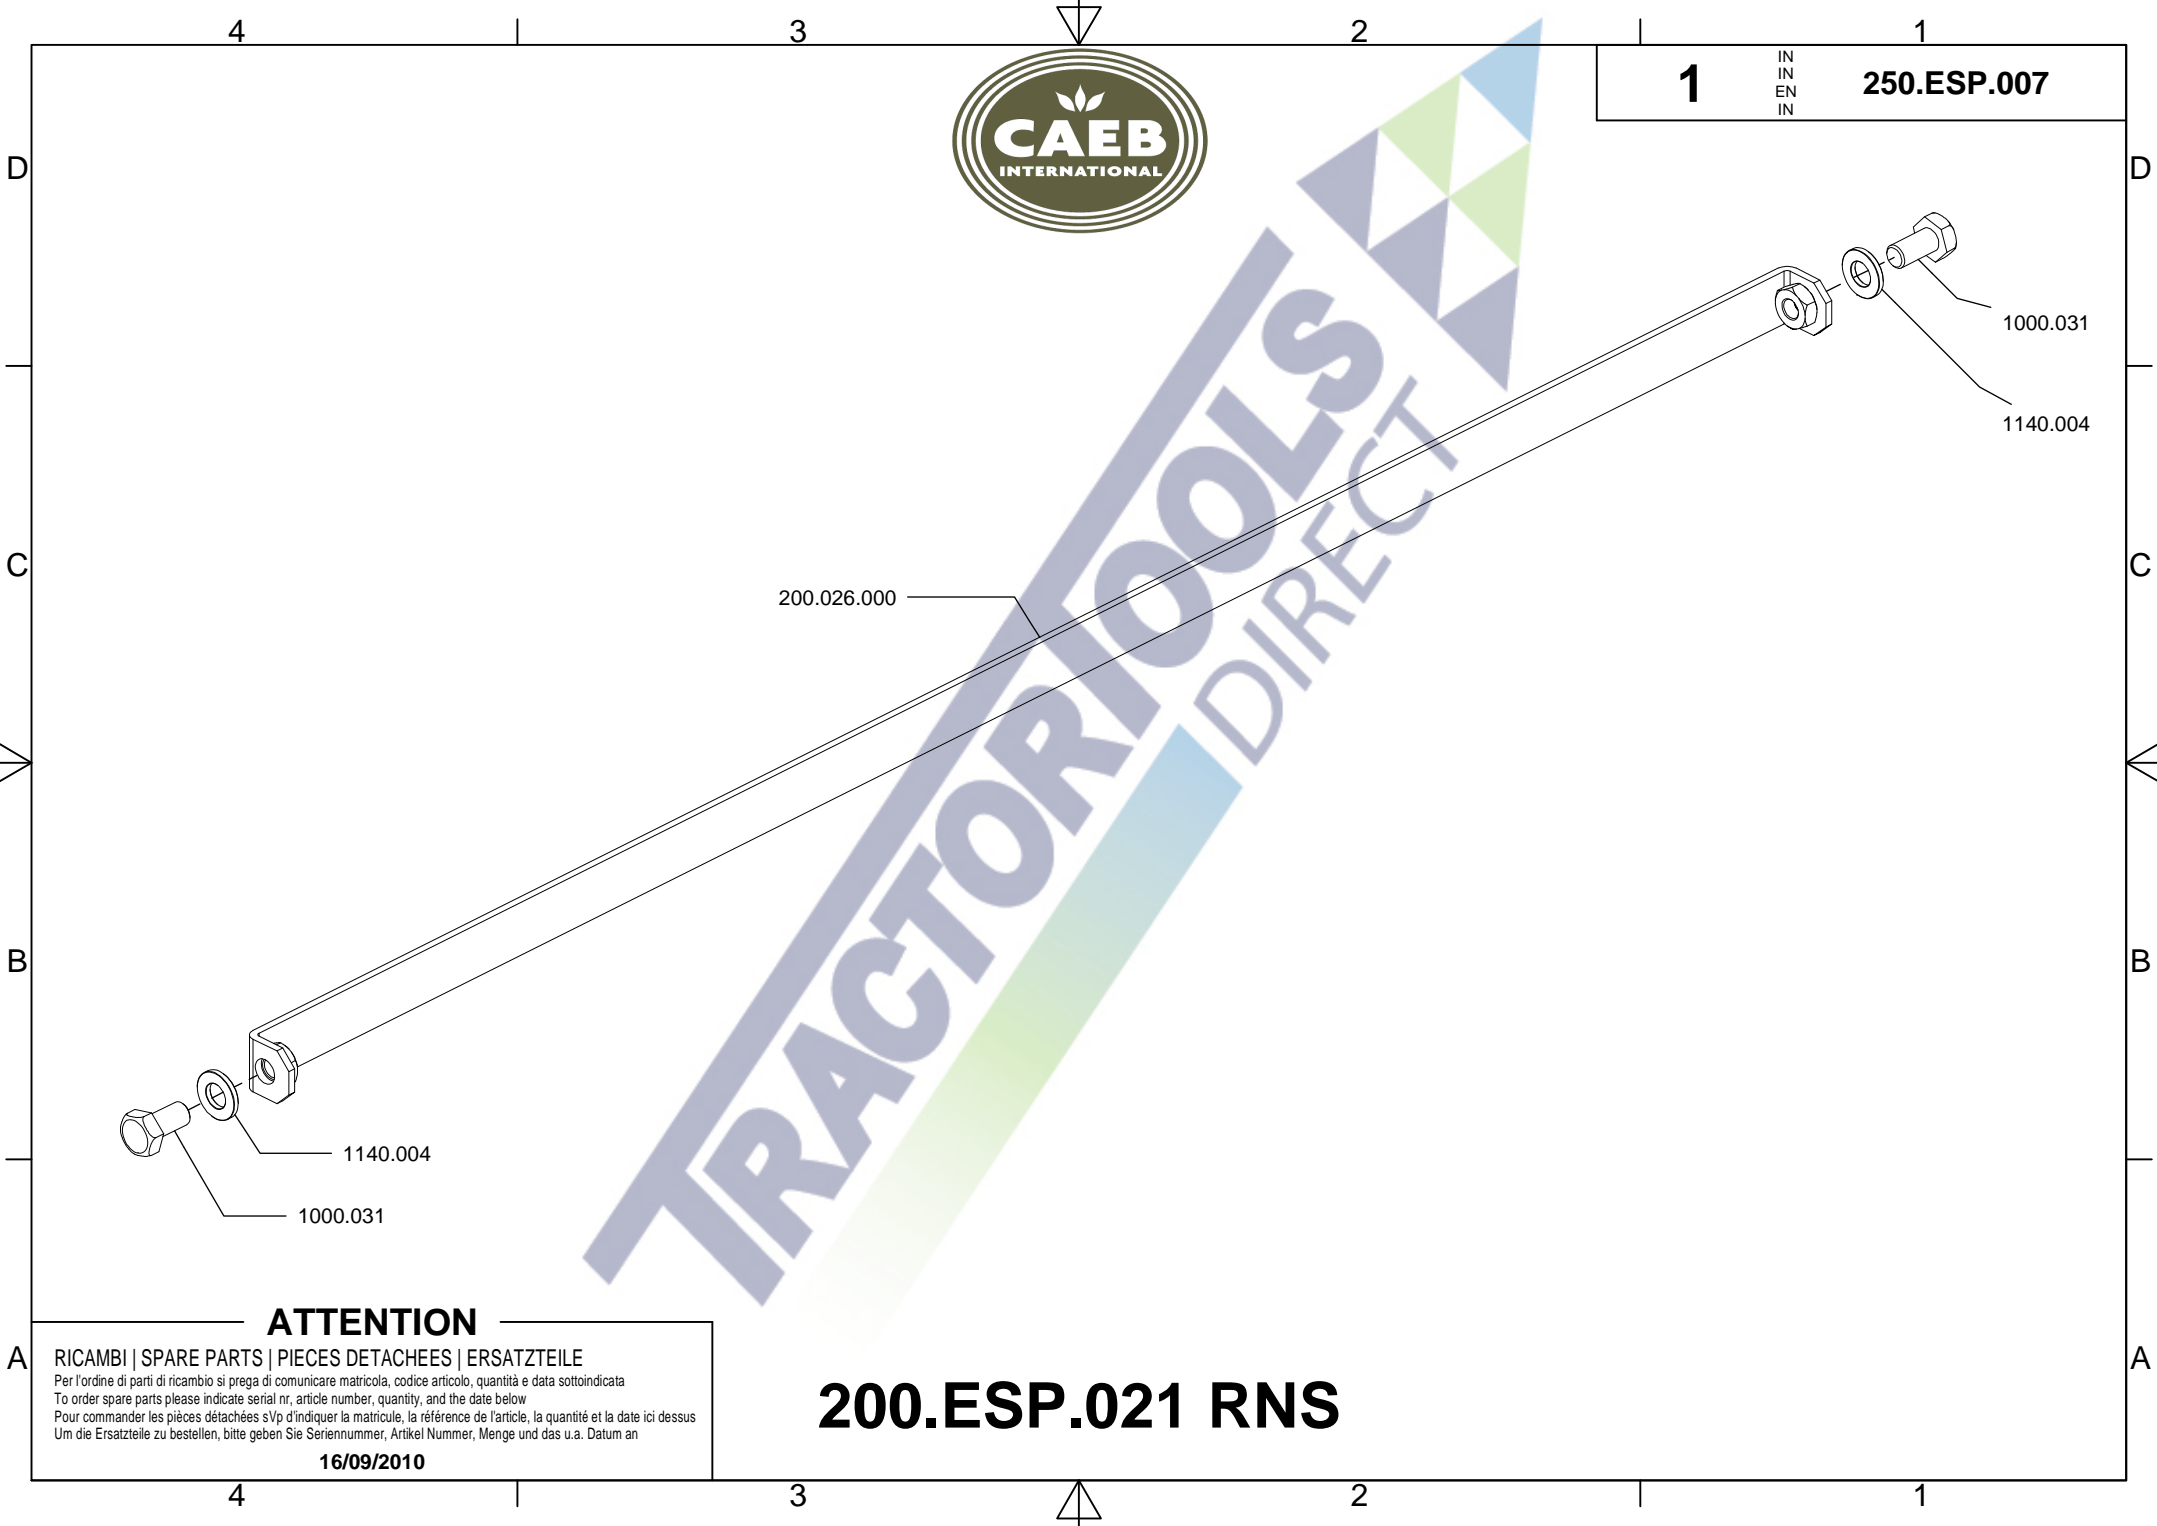 4 3 2 1
CAEB
INTERNATIONAL
1
IN
IN
EN
IN
250.ESP.007
D D
1000.031
1140.004
C C
200.026.000
TRACTORTOOLS
DIRECT
B B
1140.004
1000.031
ATTENTION
A A
RICAMBI | SPARE PARTS | PIECES DETACHEES | ERSATZTEILE
Per l'ordine di parti di ricambio si prega di comunicare matricola, codice articolo, quantità e data sottoindicata
To order spare parts please indicate serial nr, article number, quantity, and the date below
Pour commander les pièces détachées sVp d'indiquer la matricule, la référence de l'article, la quantité et la date ici dessus
Um die Ersatzteile zu bestellen, bitte geben Sie Seriennummer, Artikel Nummer, Menge und das u.a. Datum an
16/09/2010
200.ESP.021 RNS
4 3 2 1